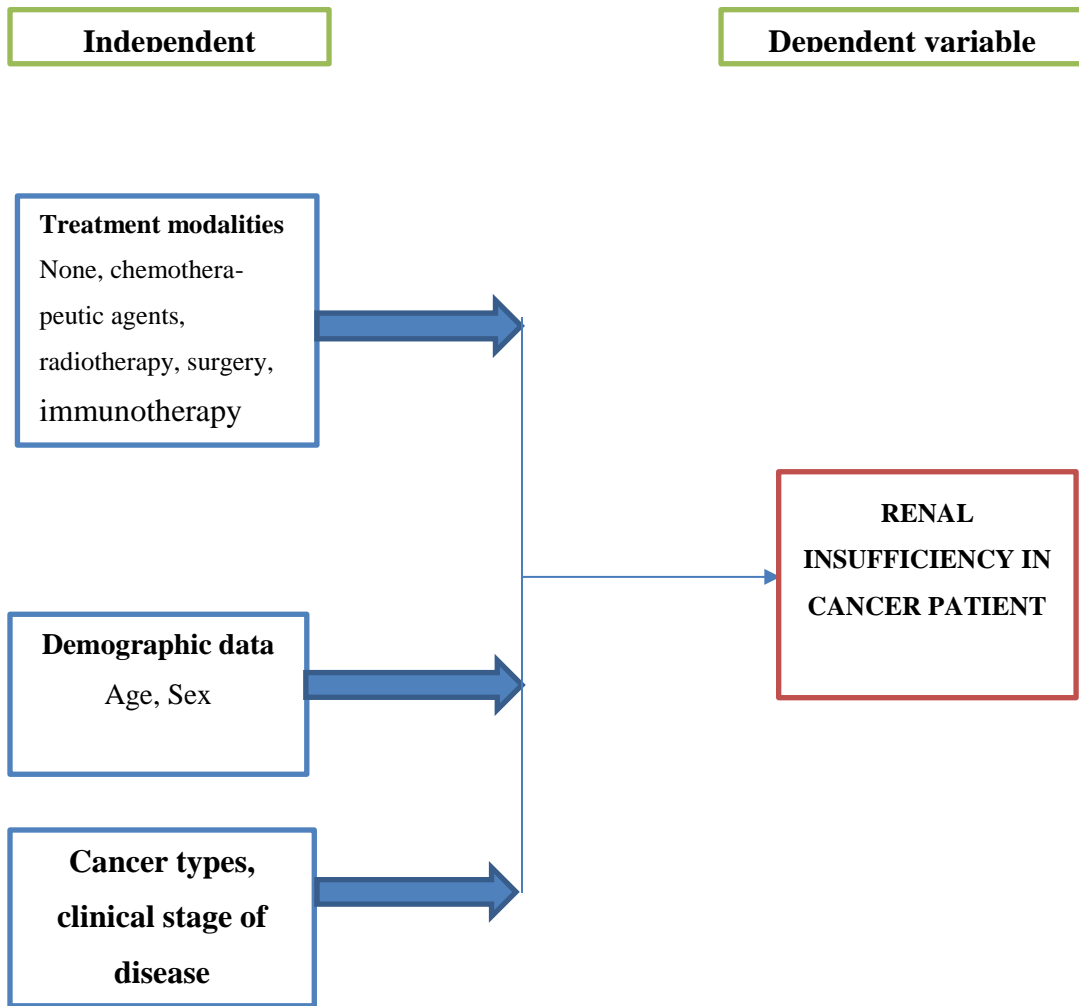 Independent
Dependent variable
Treatment modalities
None, chemothera-
peutic agents,
radiotherapy, surgery,
immunotherapy
RENAL
INSUFFICIENCY IN
CANCER PATIENT
Demographic data
Age, Sex
Cancer types,
clinical stage of
disease